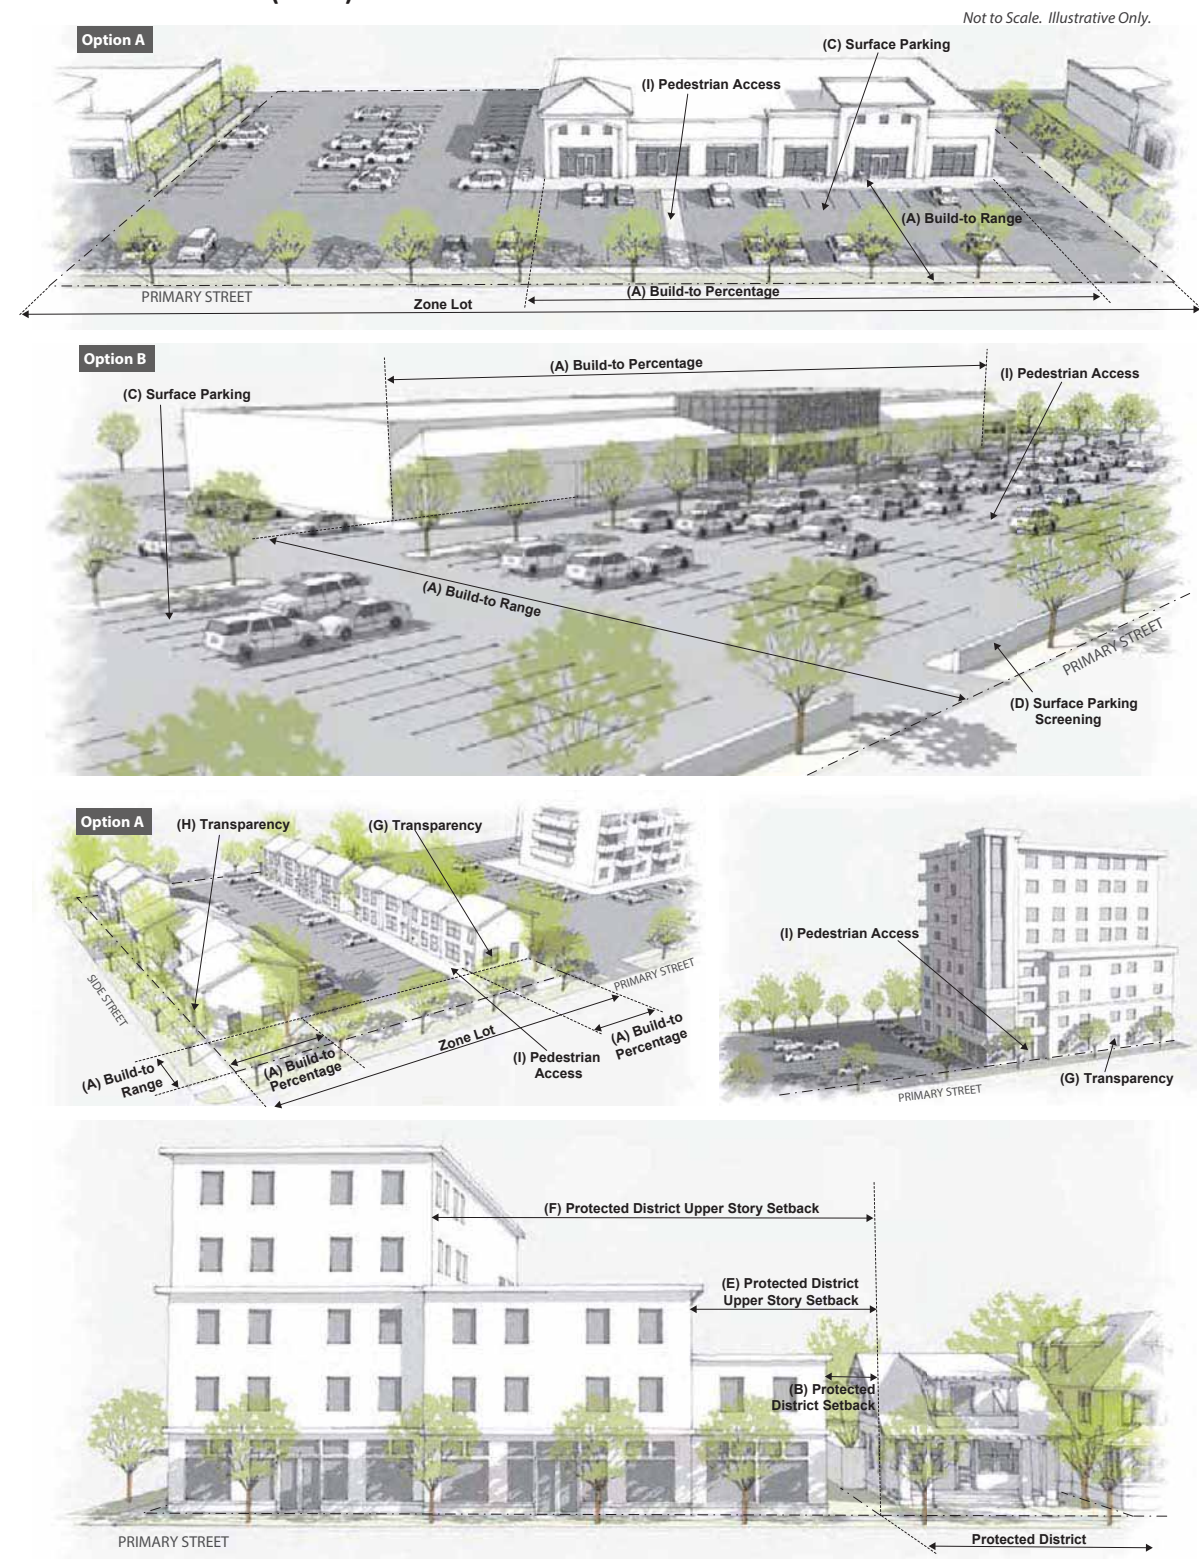 Not to Scale. Illustrative Only.
Option A
(C) Surface Parking
(I) Pedestrian Access
(A) Build-to Range
PRIMARY STREET
(A) Build-to Percentage
Zone Lot
Option B
(A) Build-to Percentage
(I) Pedestrian Access
(C) Surface Parking
(A) Build-to Range
PRIMARY STREET
(D) Surface Parking
Screening
Option A
(H) Transparency
(G) Transparency
SIDE STREET
PRIMARY STREET
Zone Lot
(A) Build-to
Percentage
(A) Build-to
Range
(A) Build-to
Percentage
(I) Pedestrian
Access
(I) Pedestrian Access
(G) Transparency
PRIMARY STREET
(F) Protected District Upper Story Setback
(E) Protected District
Upper Story Setback
(B) Protected
District Setback
PRIMARY STREET
Protected District